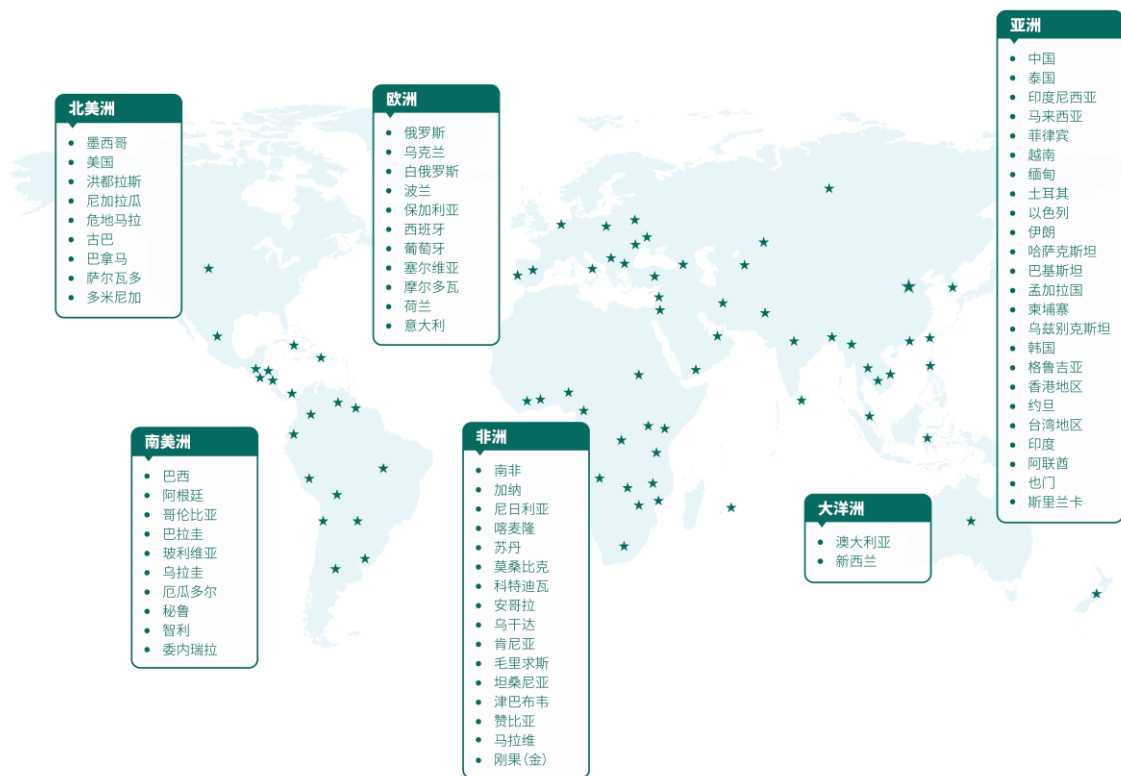 北美洲
墨西哥
美国
洪都拉斯
尼加拉瓜
危地马拉
古巴
巴拿马
萨尔瓦多
多米尼加
欧洲
俄罗斯
乌克兰
白俄罗斯
波兰
保加利亚
西班牙
葡萄牙
塞尔维亚
摩尔多瓦
荷兰
意大利
亚洲
中国
泰国
印度尼西亚
马来西亚
菲律宾
越南
缅甸
土耳其
以色列
伊朗
哈萨克斯坦
巴基斯坦
孟加拉国
柬埔寨
乌兹别克斯坦
韩国
格鲁吉亚
香港地区
约旦
台湾地区
印度
阿联酋
也门
斯里兰卡
南美洲
巴西
阿根廷
哥伦比亚
巴拉圭
玻利维亚
乌拉圭
厄瓜多尔
秘鲁
智利
委内瑞拉
非洲
南非
加纳
尼日利亚
喀麦隆
苏丹
莫桑比克
科特迪瓦
安哥拉
乌干达
肯尼亚
毛里求斯
坦桑尼亚
津巴布韦
赞比亚
马拉维
刚果(金)
大洋洲
澳大利亚
新西兰